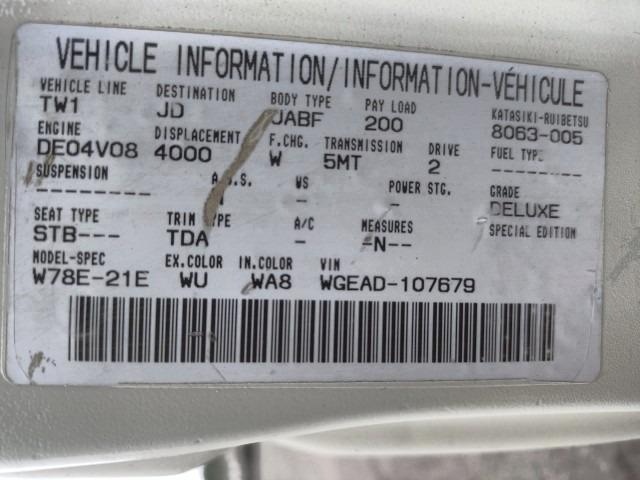 VEHICLE INFORMATION/INFORMATION-VÉHICULE
VEHICLE LINE DESTINATION BODY TYPE PAY LOAD KATASIKI-RUIBETSU
TW1 JD JABF 200 8063-005
ENGINE DISPLACEMENT F.CHG. TRANSMISSION DRIVE FUEL TYPE
DE04V08 4000 W 5MT 2 ---------
SUSPENSION A.B.S. WS POWER STG. GRADE
--------- - - DELUXE
SEAT TYPE TRIM TYPE A/C MEASURES SPECIAL EDITION
STB--- TDA - -N--
MODEL-SPEC EX.COLOR IN.COLOR VIN
W78E-21E WU WA8 WGEAD-107679